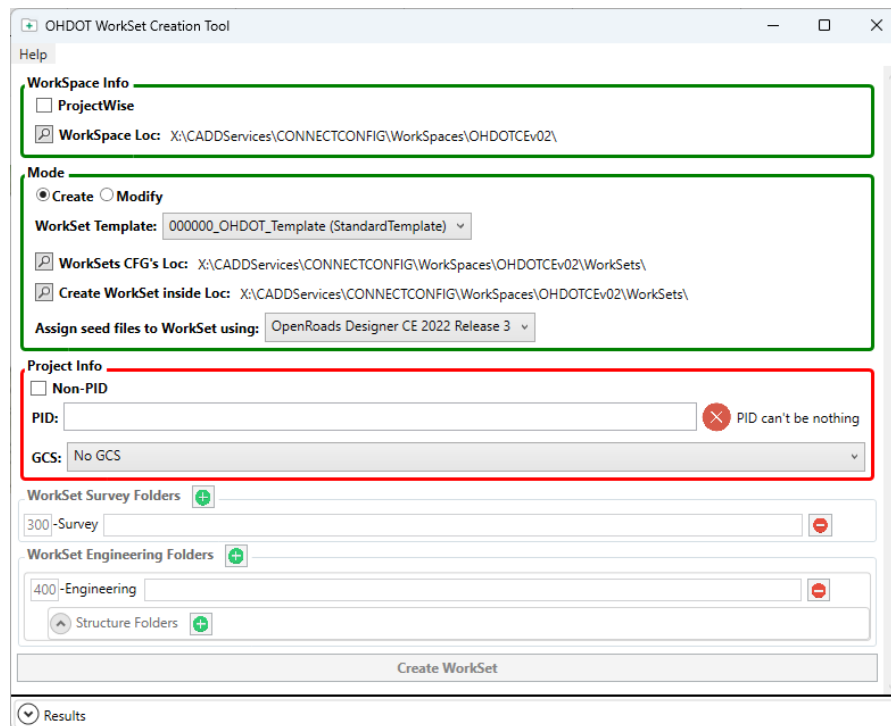 OHDOT WorkSet Creation Tool
Help
WorkSpace Info
ProjectWise
WorkSpace Loc: X:\CADDServices\CONNECTCONFIG\WorkSpaces\OHDOTCEv02\
Mode
Create Modify
WorkSet Template: 000000_OHDOT_Template (StandardTemplate)
WorkSets CFG's Loc: X:\CADDServices\CONNECTCONFIG\WorkSpaces\OHDOTCEv02\WorkSets\
Create WorkSet inside Loc: X:\CADDServices\CONNECTCONFIG\WorkSpaces\OHDOTCEv02\WorkSets\
Assign seed files to WorkSet using: OpenRoads Designer CE 2022 Release 3
Project Info
Non-PID
PID: PID can't be nothing
GCS: No GCS
WorkSet Survey Folders
300 -Survey
WorkSet Engineering Folders
400 -Engineering
Structure Folders
Create WorkSet
Results